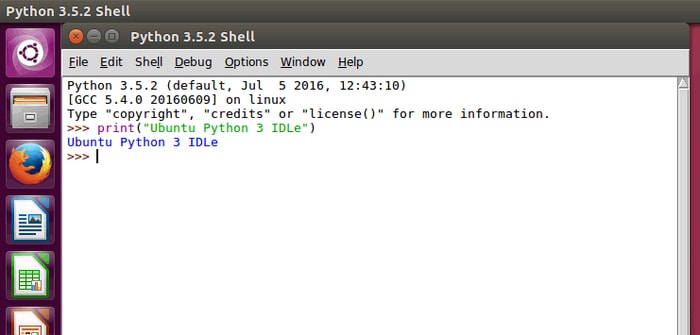 Python 3.5.2 Shell
Python 3.5.2 Shell
File Edit Shell Debug Options Window Help
Python 3.5.2 (default, Jul  5 2016, 12:43:10)
[GCC 5.4.0 20160609] on linux
Type "copyright", "credits" or "license()" for more information.
>>> print("Ubuntu Python 3 IDLe")
Ubuntu Python 3 IDLe
>>>